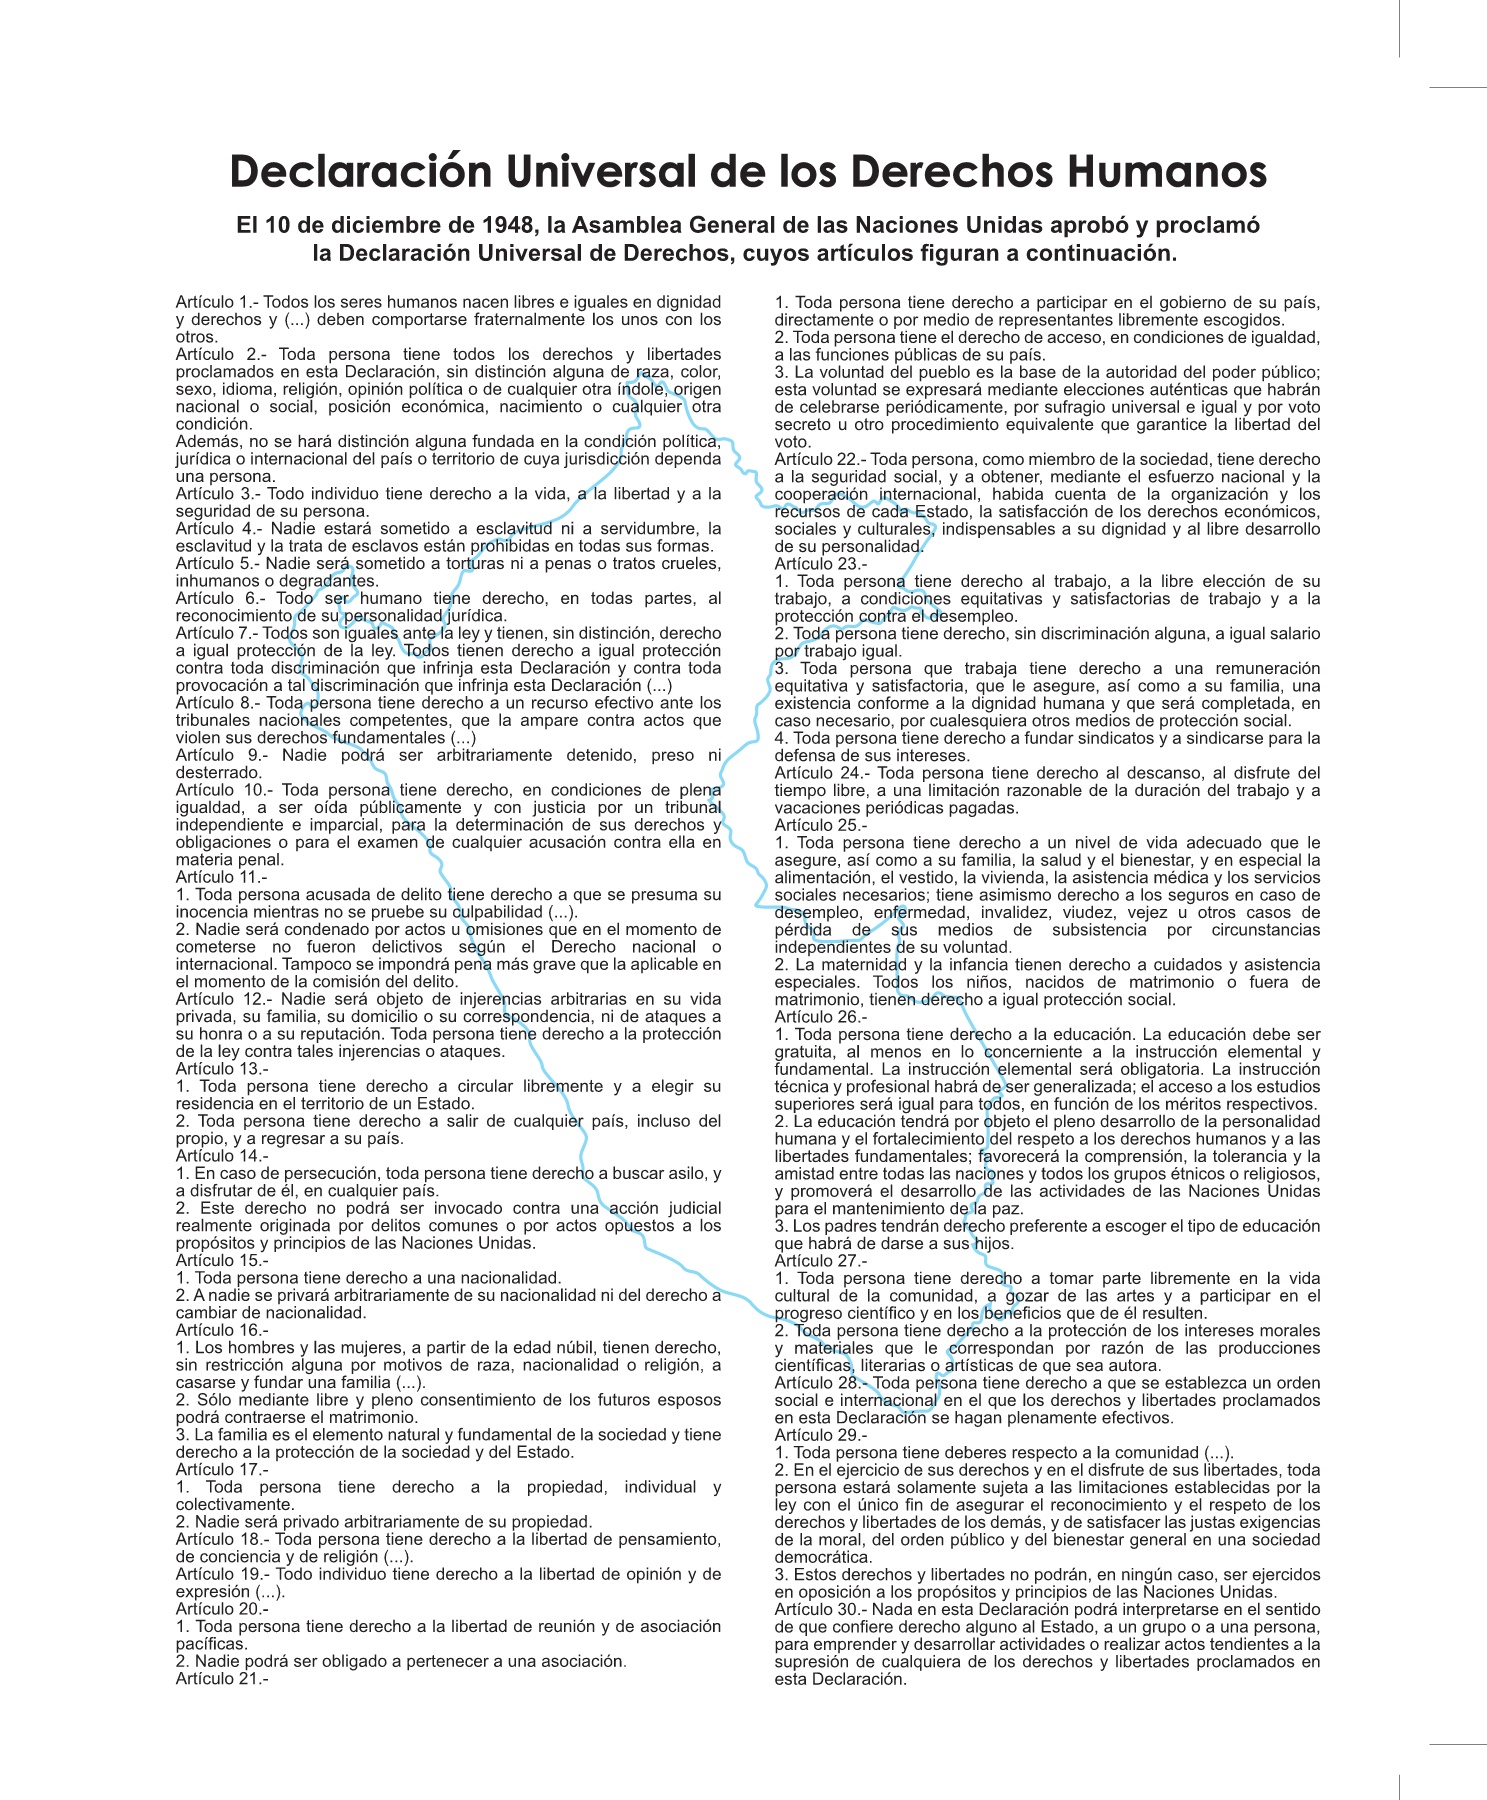 Declaración Universal de los Derechos Humanos
El 10 de diciembre de 1948, la Asamblea General de las Naciones Unidas aprobó y proclamó
la Declaración Universal de Derechos, cuyos artículos figuran a continuación.
Artículo 1.- Todos los seres humanos nacen libres e iguales en dignidad
y derechos y (...) deben comportarse fraternalmente los unos con los
otros.
Artículo 2.- Toda persona tiene todos los derechos y libertades
proclamados en esta Declaración, sin distinción alguna de raza, color,
sexo, idioma, religión, opinión política o de cualquier otra índole, origen
nacional o social, posición económica, nacimiento o cualquier otra
condición.
Además, no se hará distinción alguna fundada en la condición política,
jurídica o internacional del país o territorio de cuya jurisdicción dependa
una persona.
Artículo 3.- Todo individuo tiene derecho a la vida, a la libertad y a la
seguridad de su persona.
Artículo 4.- Nadie estará sometido a esclavitud ni a servidumbre, la
esclavitud y la trata de esclavos están prohibidas en todas sus formas.
Artículo 5.- Nadie será sometido a torturas ni a penas o tratos crueles,
inhumanos o degradantes.
Artículo 6.- Todo ser humano tiene derecho, en todas partes, al
reconocimiento de su personalidad jurídica.
Artículo 7.- Todos son iguales ante la ley y tienen, sin distinción, derecho
a igual protección de la ley. Todos tienen derecho a igual protección
contra toda discriminación que infrinja esta Declaración y contra toda
provocación a tal discriminación que infrinja esta Declaración (...)
Artículo 8.- Toda persona tiene derecho a un recurso efectivo ante los
tribunales nacionales competentes, que la ampare contra actos que
violen sus derechos fundamentales (...)
Artículo 9.- Nadie podrá ser arbitrariamente detenido, preso ni
desterrado.
Artículo 10.- Toda persona tiene derecho, en condiciones de plena
igualdad, a ser oída públicamente y con justicia por un tribunal
independiente e imparcial, para la determinación de sus derechos y
obligaciones o para el examen de cualquier acusación contra ella en
materia penal.
Artículo 11.-
1. Toda persona acusada de delito tiene derecho a que se presuma su
inocencia mientras no se pruebe su culpabilidad (...).
2. Nadie será condenado por actos u omisiones que en el momento de
cometerse no fueron delictivos según el Derecho nacional o
internacional. Tampoco se impondrá pena más grave que la aplicable en
el momento de la comisión del delito.
Artículo 12.- Nadie será objeto de injerencias arbitrarias en su vida
privada, su familia, su domicilio o su correspondencia, ni de ataques a
su honra o a su reputación. Toda persona tiene derecho a la protección
de la ley contra tales injerencias o ataques.
Artículo 13.-
1. Toda persona tiene derecho a circular libremente y a elegir su
residencia en el territorio de un Estado.
2. Toda persona tiene derecho a salir de cualquier país, incluso del
propio, y a regresar a su país.
Artículo 14.-
1. En caso de persecución, toda persona tiene derecho a buscar asilo, y
a disfrutar de él, en cualquier país.
2. Este derecho no podrá ser invocado contra una acción judicial
realmente originada por delitos comunes o por actos opuestos a los
propósitos y principios de las Naciones Unidas.
Artículo 15.-
1. Toda persona tiene derecho a una nacionalidad.
2. A nadie se privará arbitrariamente de su nacionalidad ni del derecho a
cambiar de nacionalidad.
Artículo 16.-
1. Los hombres y las mujeres, a partir de la edad núbil, tienen derecho,
sin restricción alguna por motivos de raza, nacionalidad o religión, a
casarse y fundar una familia (...).
2. Sólo mediante libre y pleno consentimiento de los futuros esposos
podrá contraerse el matrimonio.
3. La familia es el elemento natural y fundamental de la sociedad y tiene
derecho a la protección de la sociedad y del Estado.
Artículo 17.-
1. Toda persona tiene derecho a la propiedad, individual y
colectivamente.
2. Nadie será privado arbitrariamente de su propiedad.
Artículo 18.- Toda persona tiene derecho a la libertad de pensamiento,
de conciencia y de religión (...).
Artículo 19.- Todo individuo tiene derecho a la libertad de opinión y de
expresión (...).
Artículo 20.-
1. Toda persona tiene derecho a la libertad de reunión y de asociación
pacíficas.
2. Nadie podrá ser obligado a pertenecer a una asociación.
Artículo 21.-
1. Toda persona tiene derecho a participar en el gobierno de su país,
directamente o por medio de representantes libremente escogidos.
2. Toda persona tiene el derecho de acceso, en condiciones de igualdad,
a las funciones públicas de su país.
3. La voluntad del pueblo es la base de la autoridad del poder público;
esta voluntad se expresará mediante elecciones auténticas que habrán
de celebrarse periódicamente, por sufragio universal e igual y por voto
secreto u otro procedimiento equivalente que garantice la libertad del
voto.
Artículo 22.- Toda persona, como miembro de la sociedad, tiene derecho
a la seguridad social, y a obtener, mediante el esfuerzo nacional y la
cooperación internacional, habida cuenta de la organización y los
recursos de cada Estado, la satisfacción de los derechos económicos,
sociales y culturales, indispensables a su dignidad y al libre desarrollo
de su personalidad.
Artículo 23.-
1. Toda persona tiene derecho al trabajo, a la libre elección de su
trabajo, a condiciones equitativas y satisfactorias de trabajo y a la
protección contra el desempleo.
2. Toda persona tiene derecho, sin discriminación alguna, a igual salario
por trabajo igual.
3. Toda persona que trabaja tiene derecho a una remuneración
equitativa y satisfactoria, que le asegure, así como a su familia, una
existencia conforme a la dignidad humana y que será completada, en
caso necesario, por cualesquiera otros medios de protección social.
4. Toda persona tiene derecho a fundar sindicatos y a sindicarse para la
defensa de sus intereses.
Artículo 24.- Toda persona tiene derecho al descanso, al disfrute del
tiempo libre, a una limitación razonable de la duración del trabajo y a
vacaciones periódicas pagadas.
Artículo 25.-
1. Toda persona tiene derecho a un nivel de vida adecuado que le
asegure, así como a su familia, la salud y el bienestar, y en especial la
alimentación, el vestido, la vivienda, la asistencia médica y los servicios
sociales necesarios; tiene asimismo derecho a los seguros en caso de
desempleo, enfermedad, invalidez, viudez, vejez u otros casos de
pérdida de sus medios de subsistencia por circunstancias
independientes de su voluntad.
2. La maternidad y la infancia tienen derecho a cuidados y asistencia
especiales. Todos los niños, nacidos de matrimonio o fuera de
matrimonio, tienen derecho a igual protección social.
Artículo 26.-
1. Toda persona tiene derecho a la educación. La educación debe ser
gratuita, al menos en lo concerniente a la instrucción elemental y
fundamental. La instrucción elemental será obligatoria. La instrucción
técnica y profesional habrá de ser generalizada; el acceso a los estudios
superiores será igual para todos, en función de los méritos respectivos.
2. La educación tendrá por objeto el pleno desarrollo de la personalidad
humana y el fortalecimiento del respeto a los derechos humanos y a las
libertades fundamentales; favorecerá la comprensión, la tolerancia y la
amistad entre todas las naciones y todos los grupos étnicos o religiosos,
y promoverá el desarrollo de las actividades de las Naciones Unidas
para el mantenimiento de la paz.
3. Los padres tendrán derecho preferente a escoger el tipo de educación
que habrá de darse a sus hijos.
Artículo 27.-
1. Toda persona tiene derecho a tomar parte libremente en la vida
cultural de la comunidad, a gozar de las artes y a participar en el
progreso científico y en los beneficios que de él resulten.
2. Toda persona tiene derecho a la protección de los intereses morales
y materiales que le correspondan por razón de las producciones
científicas, literarias o artísticas de que sea autora.
Artículo 28.- Toda persona tiene derecho a que se establezca un orden
social e internacional en el que los derechos y libertades proclamados
en esta Declaración se hagan plenamente efectivos.
Artículo 29.-
1. Toda persona tiene deberes respecto a la comunidad (...).
2. En el ejercicio de sus derechos y en el disfrute de sus libertades, toda
persona estará solamente sujeta a las limitaciones establecidas por la
ley con el único fin de asegurar el reconocimiento y el respeto de los
derechos y libertades de los demás, y de satisfacer las justas exigencias
de la moral, del orden público y del bienestar general en una sociedad
democrática.
3. Estos derechos y libertades no podrán, en ningún caso, ser ejercidos
en oposición a los propósitos y principios de las Naciones Unidas.
Artículo 30.- Nada en esta Declaración podrá interpretarse en el sentido
de que confiere derecho alguno al Estado, a un grupo o a una persona,
para emprender y desarrollar actividades o realizar actos tendientes a la
supresión de cualquiera de los derechos y libertades proclamados en
esta Declaración.